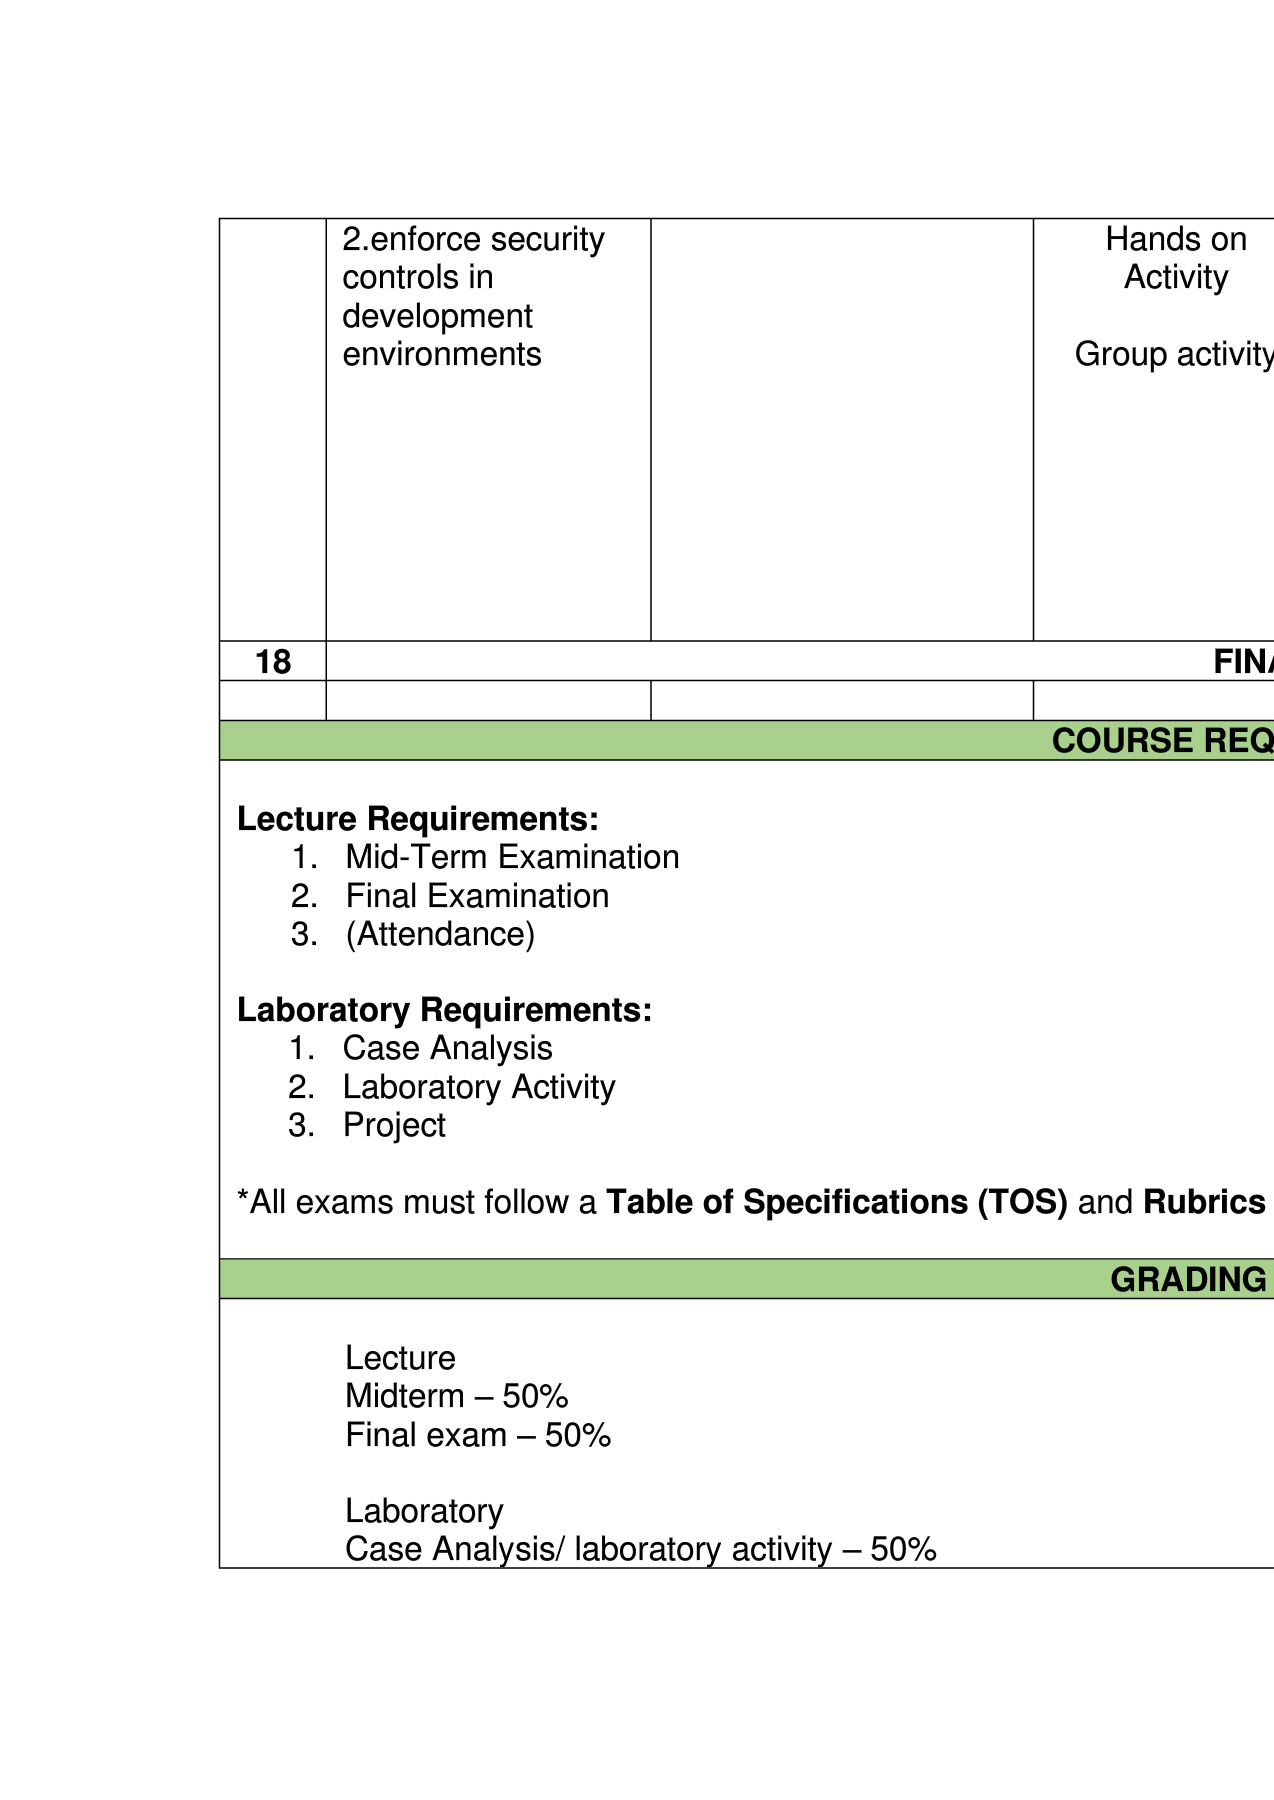 2.enforce security
controls in
development
environments
Hands on
Activity
Group activity
18
FINA
COURSE REQ
Lecture Requirements:
1. Mid-Term Examination
2. Final Examination
3. (Attendance)
Laboratory Requirements:
1. Case Analysis
2. Laboratory Activity
3. Project
*All exams must follow a Table of Specifications (TOS) and Rubrics
GRADING
Lecture
Midterm – 50%
Final exam – 50%
Laboratory
Case Analysis/ laboratory activity – 50%